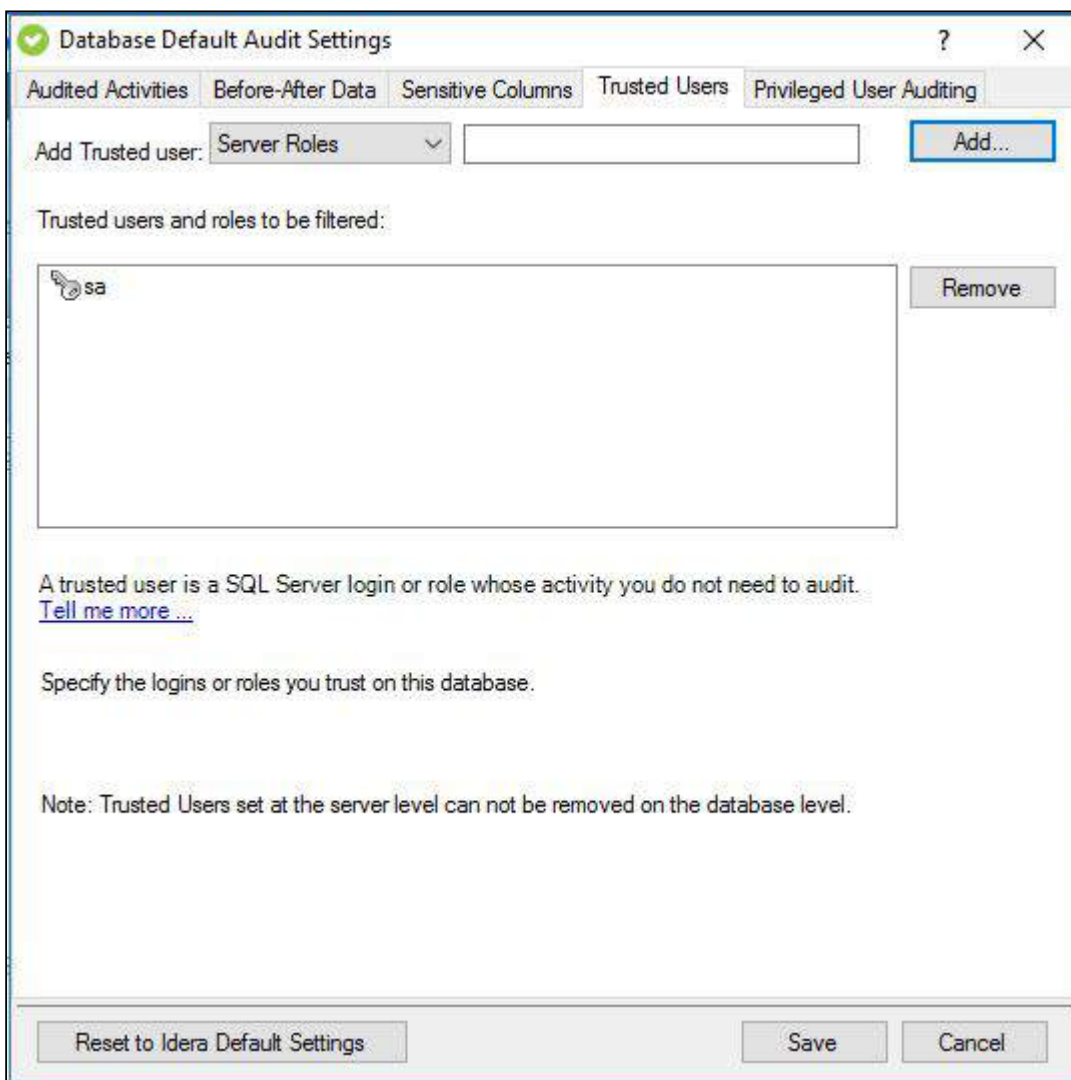 Database Default Audit Settings ?
Audited Activities Before-After Data Sensitive Columns Trusted Users Privileged User Auditing
Add Trusted user: Server Roles Add...
Trusted users and roles to be filtered:
sa Remove
A trusted user is a SQL Server login or role whose activity you do not need to audit.
Tell me more ...
Specify the logins or roles you trust on this database.
Note: Trusted Users set at the server level can not be removed on the database level.
Reset to Idera Default Settings Save Cancel